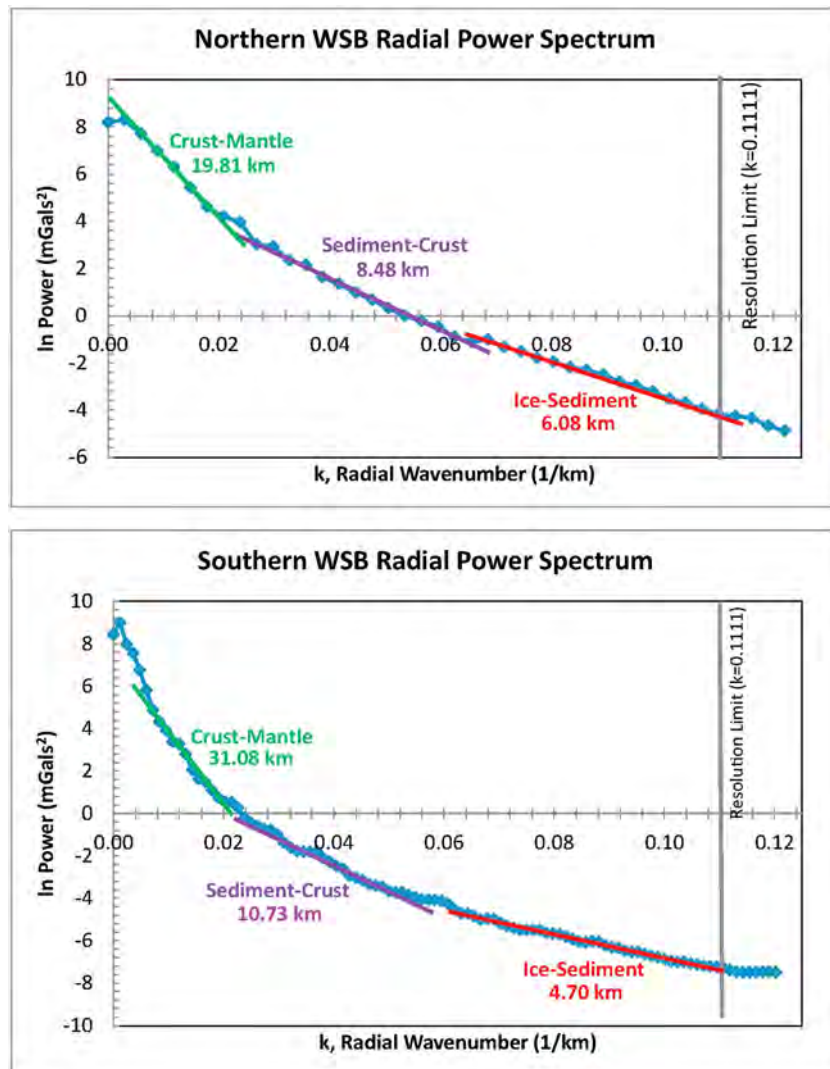 Northern WSB Radial Power Spectrum
10
8
6
4
2
0
-2
-4
-6
ln Power (mGals²)
Crust-Mantle
19.81 km
Sediment-Crust
8.48 km
Ice-Sediment
6.08 km
Resolution Limit (k=0.1111)
0.00
0.02
0.04
0.06
0.08
0.10
0.12
k, Radial Wavenumber (1/km)
Southern WSB Radial Power Spectrum
10
8
6
4
2
0
-2
-4
-6
-8
-10
ln Power (mGals²)
Crust-Mantle
31.08 km
Sediment-Crust
10.73 km
Ice-Sediment
4.70 km
Resolution Limit (k=0.1111)
0.00
0.02
0.04
0.06
0.08
0.10
0.12
k, Radial Wavenumber (1/km)